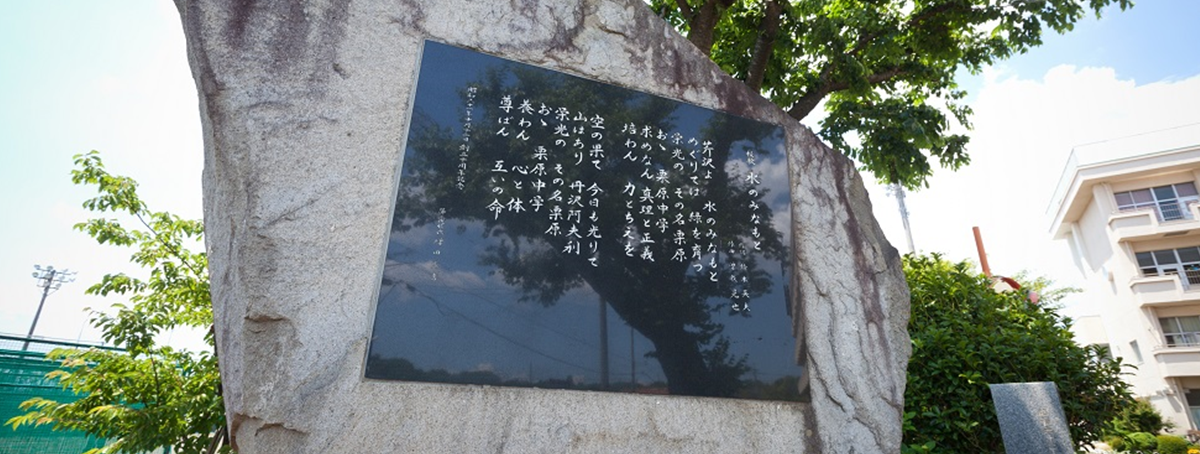 校歌 水のみなもと
芹沢よ 水のみなもと
めぐりては 緑を育つ
栄光の その名栗原
おゝ 栗原中学
求めなん 真理と正義
培わん 力とちえを
空の果て 今日も光りて
山はあり 丹沢阿夫利
栄光の その名栗原
おゝ 栗原中学
巻わん 心と体
尊ばん 互いの命